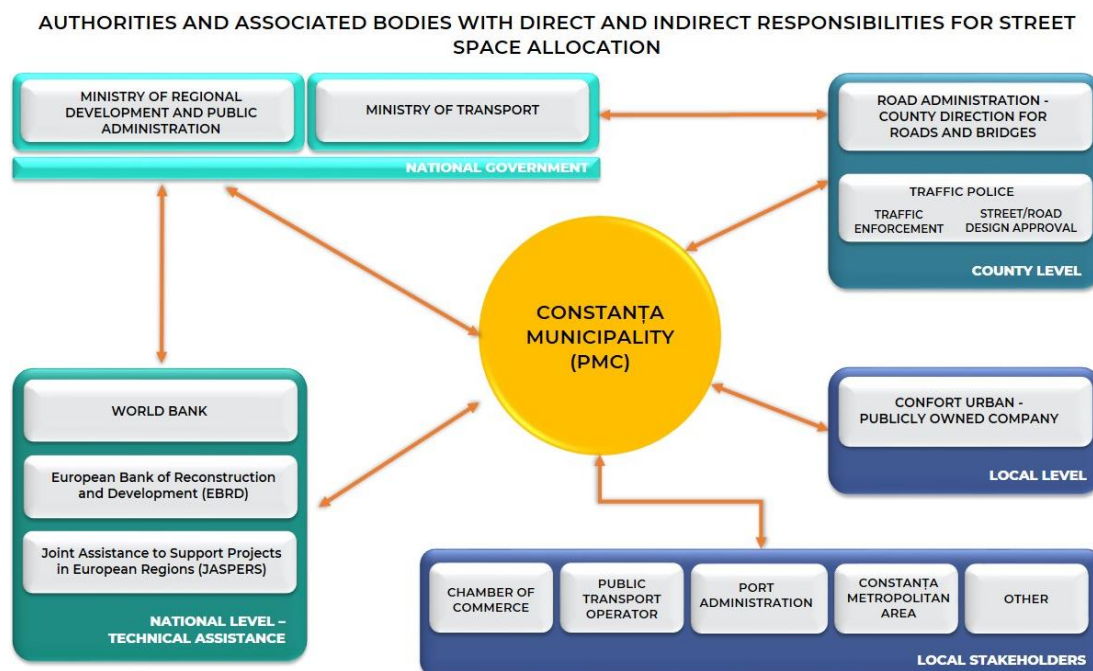 AUTHORITIES AND ASSOCIATED BODIES WITH DIRECT AND INDIRECT RESPONSIBILITIES FOR STREET
SPACE ALLOCATION
MINISTRY OF REGIONAL
DEVELOPMENT AND PUBLIC
ADMINISTRATION
MINISTRY OF TRANSPORT
NATIONAL GOVERNMENT
ROAD ADMINISTRATION -
COUNTY DIRECTION FOR
ROADS AND BRIDGES
TRAFFIC POLICE
TRAFFIC
ENFORCEMENT
STREET/ROAD
DESIGN APPROVAL
COUNTY LEVEL
CONSTANȚA
MUNICIPALITY
(PMC)
WORLD BANK
European Bank of Reconstruction
and Development (EBRD)
Joint Assistance to Support Projects
in European Regions (JASPERS)
NATIONAL LEVEL –
TECHNICAL ASSISTANCE
CONFORT URBAN -
PUBLICLY OWNED COMPANY
LOCAL LEVEL
CHAMBER OF
COMMERCE
PUBLIC
TRANSPORT
OPERATOR
PORT
ADMINISTRATION
CONSTANȚA
METROPOLITAN
AREA
OTHER
LOCAL STAKEHOLDERS